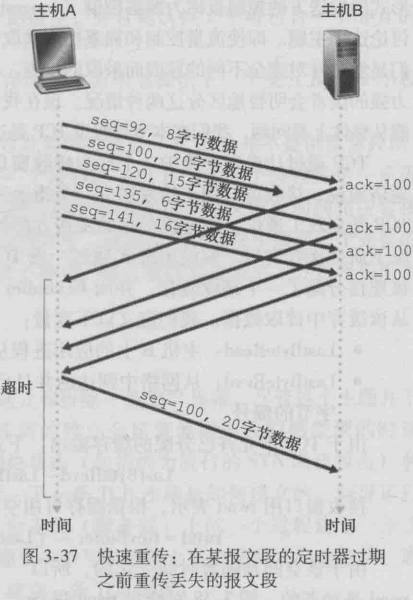 主机A
主机B
seq=92, 8字节数据
seq=100, 20字节数据
seq=120, 15字节数据
seq=135, 6字节数据
seq=141, 16字节数据
ack=100
ack=100
ack=100
ack=100
超时
seq=100, 20字节数据
时间
时间
图 3-37 快速重传：在某报文段的定时器过期
之前重传丢失的报文段